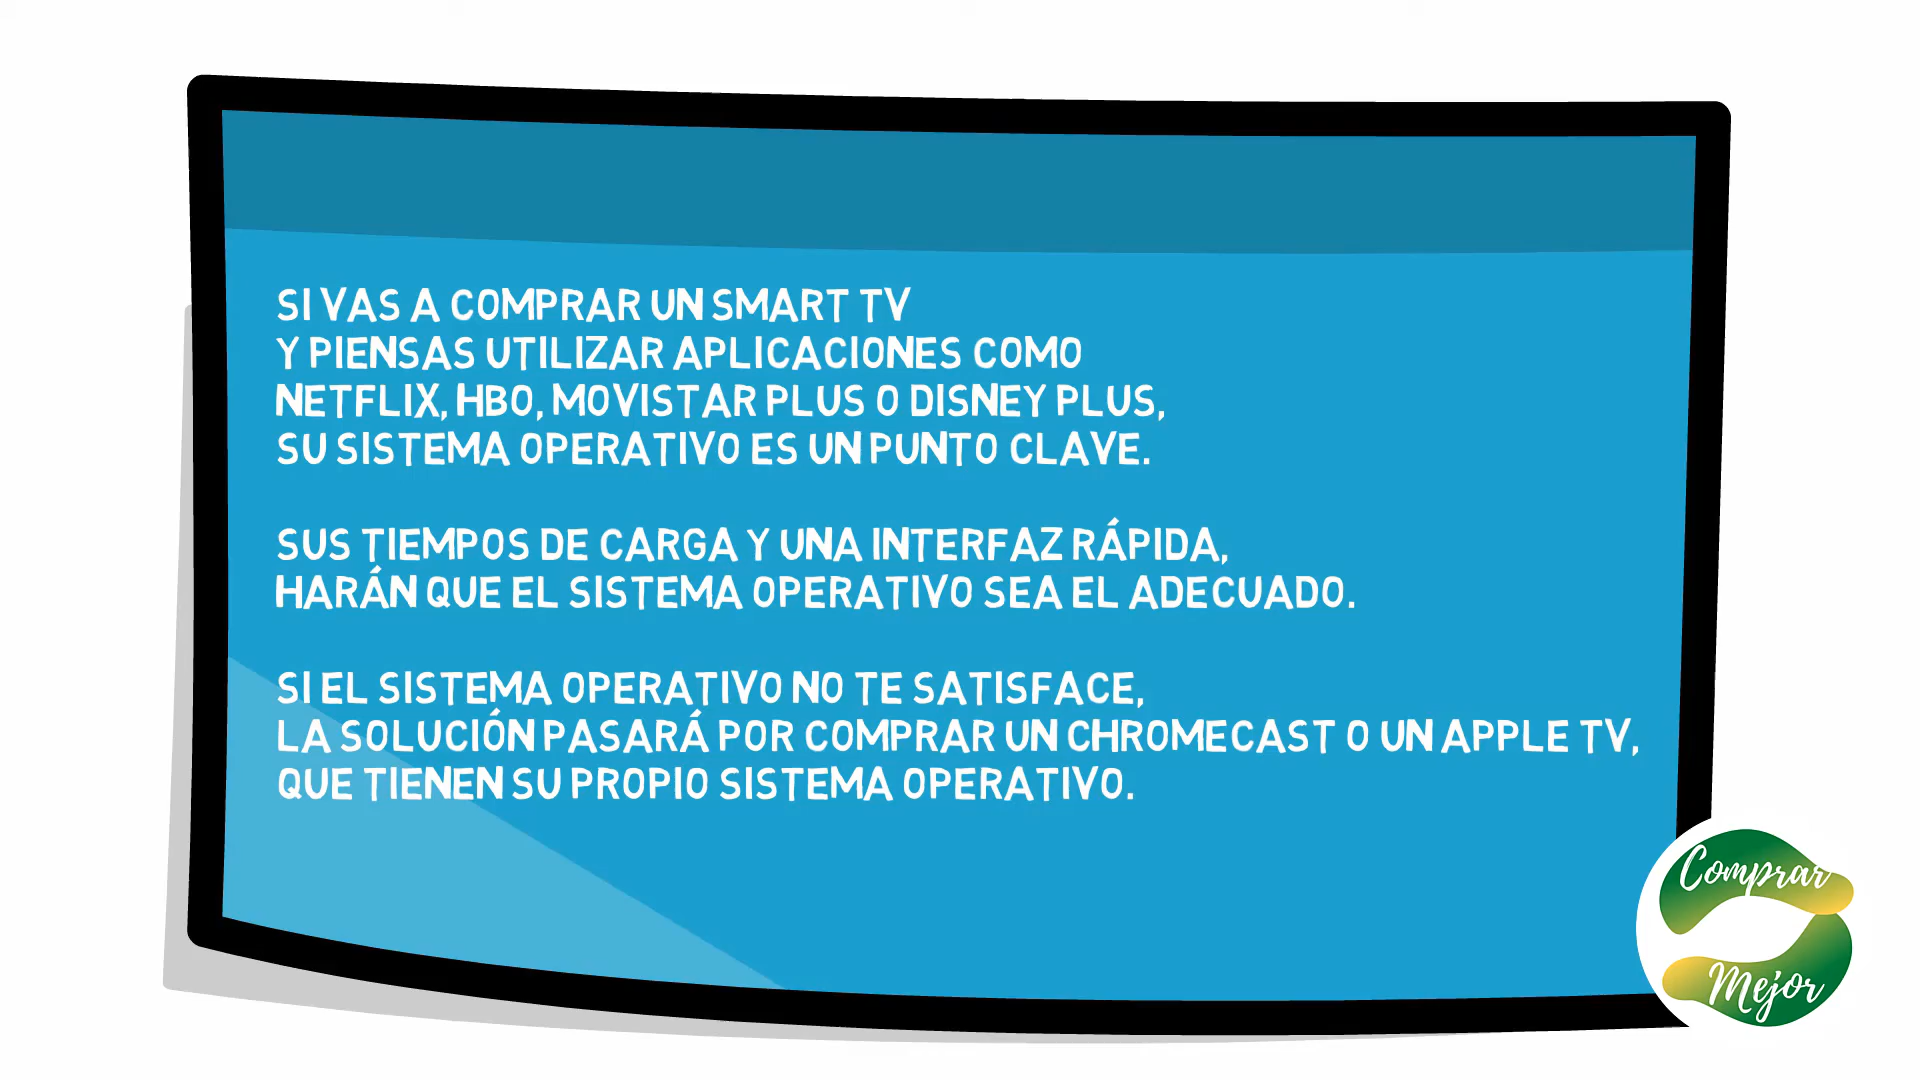 SI VAS A COMPRAR UN SMART TV
Y PIENSAS UTILIZAR APLICACIONES COMO
NETFLIX, HBO, MOVISTAR PLUS O DISNEY PLUS,
SU SISTEMA OPERATIVO ES UN PUNTO CLAVE.
SUS TIEMPOS DE CARGA Y UNA INTERFAZ RÁPIDA,
HARÁN QUE EL SISTEMA OPERATIVO SEA EL ADECUADO.
SI EL SISTEMA OPERATIVO NO TE SATISFACE,
LA SOLUCIÓN PASARÁ POR COMPRAR UN CHROMECAST O UN APPLE TV,
QUE TIENEN SU PROPIO SISTEMA OPERATIVO.
Comprar
Mejor